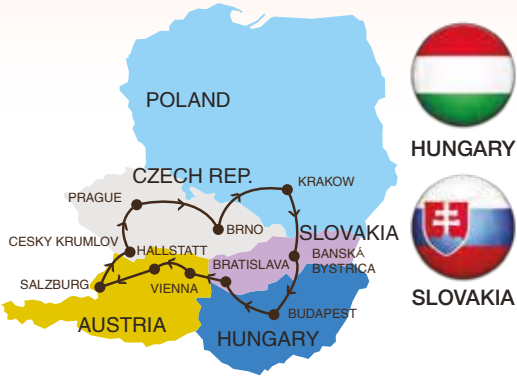 POLAND
HUNGARY
CZECH REP.
KRAKOW
PRAGUE
SLOVAKIA
BRNO
CESKY KRUMLOV
HALLSTATT
BRATISLAVA
BANSKÁ
BYSTRICA
SALZBURG
VIENNA
SLOVAKIA
BUDAPEST
AUSTRIA
HUNGARY